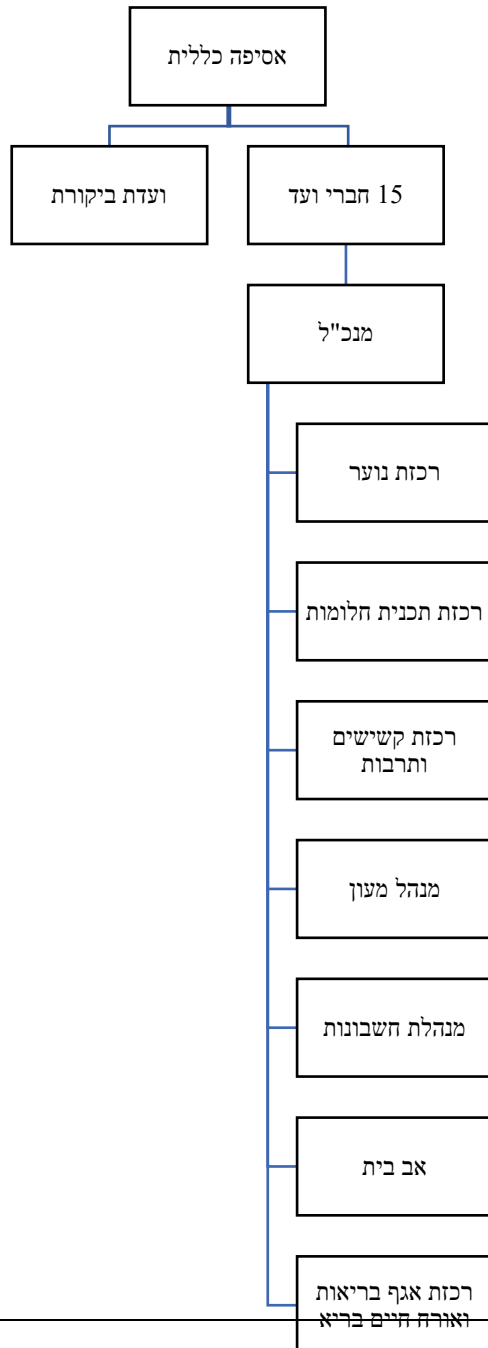 אסיפה כללית
15 חברי ועד
ועדת ביקורת
מנכ"ל
רכזת נוער
רכזת תכנית חלומות
רכזת קשישים
ותרבות
מנהל מעון
מנהלת חשבונות
אב בית
רכזת אגף בריאות
ואורח חיים בריא